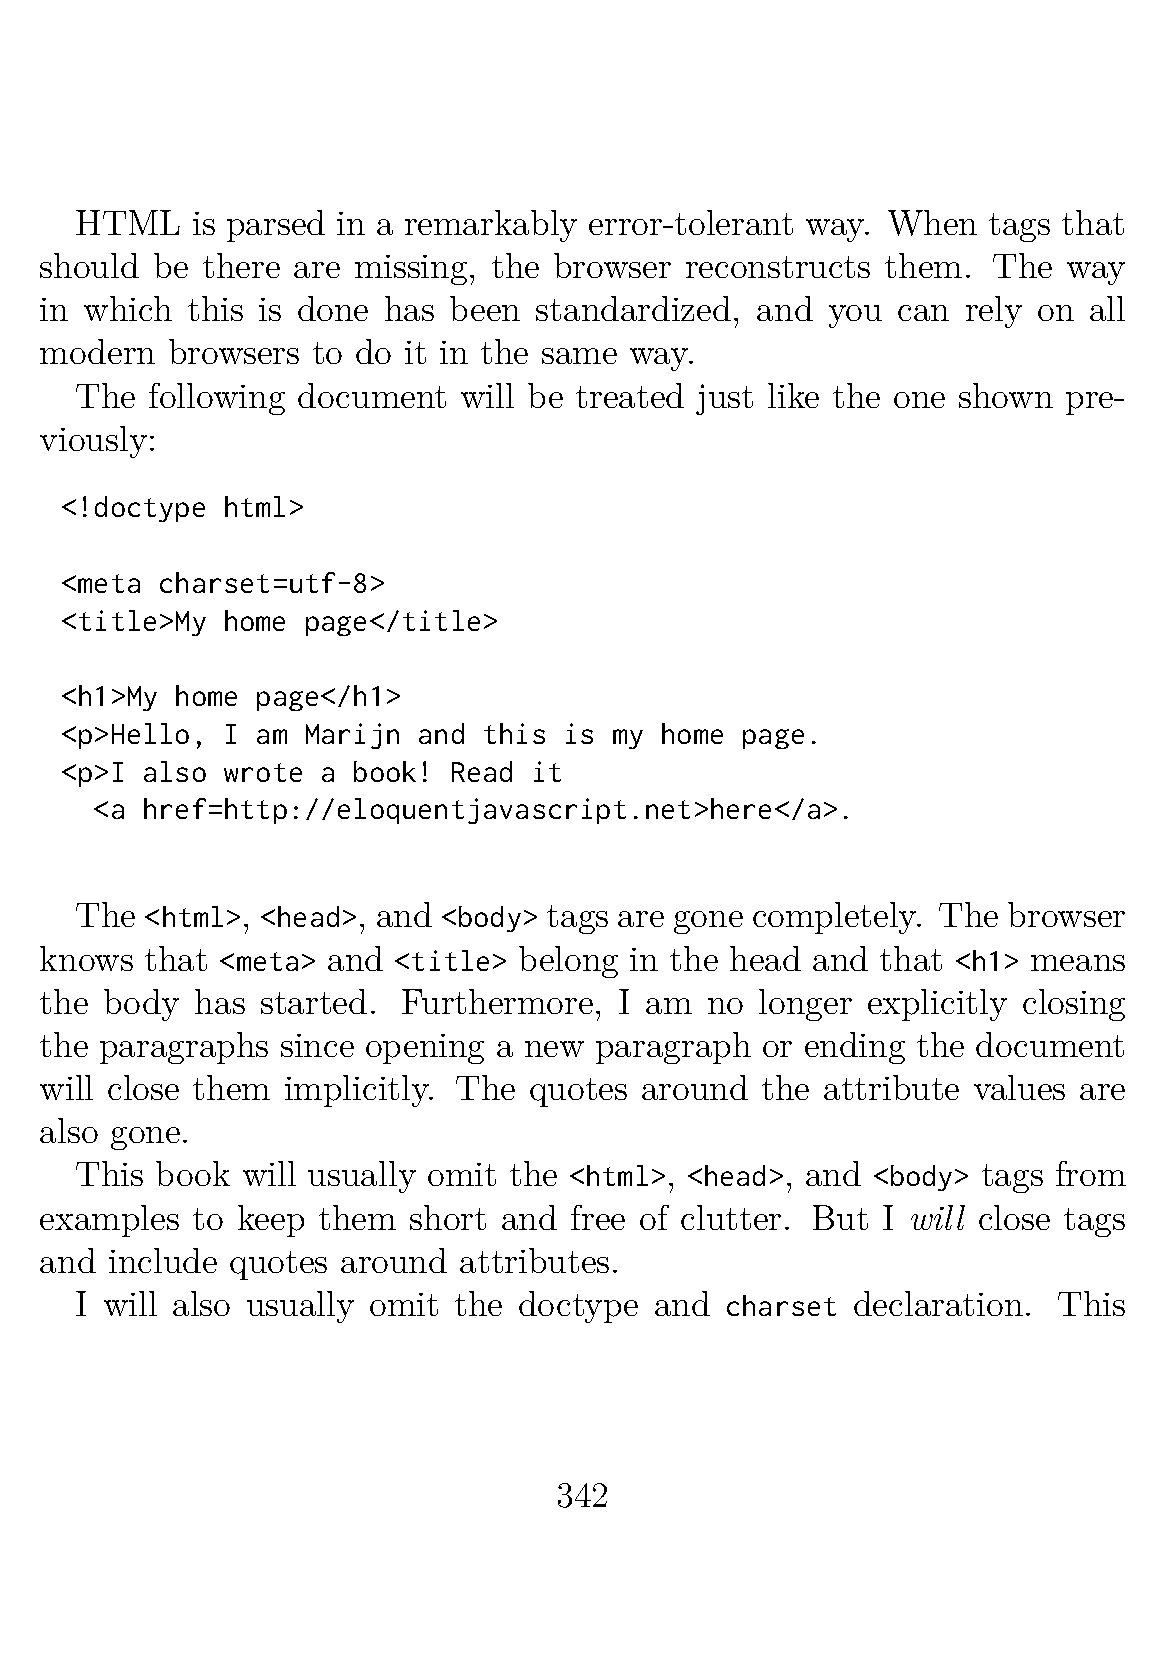 HTML is parsed in a remarkably error-tolerant way. When tags that
should be there are missing, the browser reconstructs them. The way
in which this is done has been standardized, and you can rely on all
modern browsers to do it in the same way.
The following document will be treated just like the one shown pre-
viously:
<!doctype html>
<meta charset=utf-8>
<title>My home page</title>
<h1>My home page</h1>
<p>Hello, I am Marijn and this is my home page.
<p>I also wrote a book! Read it
<a href=http://eloquentjavascript.net>here</a>.
The <html>, <head>, and <body> tags are gone completely. The browser
knows that <meta> and <title> belong in the head and that <h1> means
the body has started. Furthermore, I am no longer explicitly closing
the paragraphs since opening a new paragraph or ending the document
will close them implicitly. The quotes around the attribute values are
also gone.
This book will usually omit the <html>, <head>, and <body> tags from
examples to keep them short and free of clutter. But I will close tags
and include quotes around attributes.
I will also usually omit the doctype and charset declaration. This
342